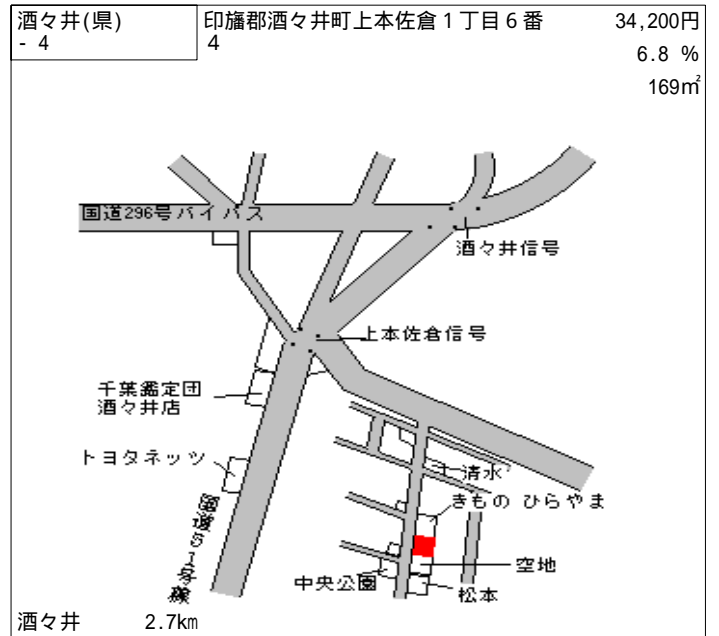 酒々井(県)
- 4
印旛郡酒々井町上本佐倉1丁目6番
4
34,200円
6.8 %
169㎡
国道296号バイパス
酒々井信号
上本佐倉信号
千葉鑑定団
酒々井店
トヨタネッツ
清水
きもの ひらやま
国道51号線
空地
中央公園
松本
酒々井 2.7km